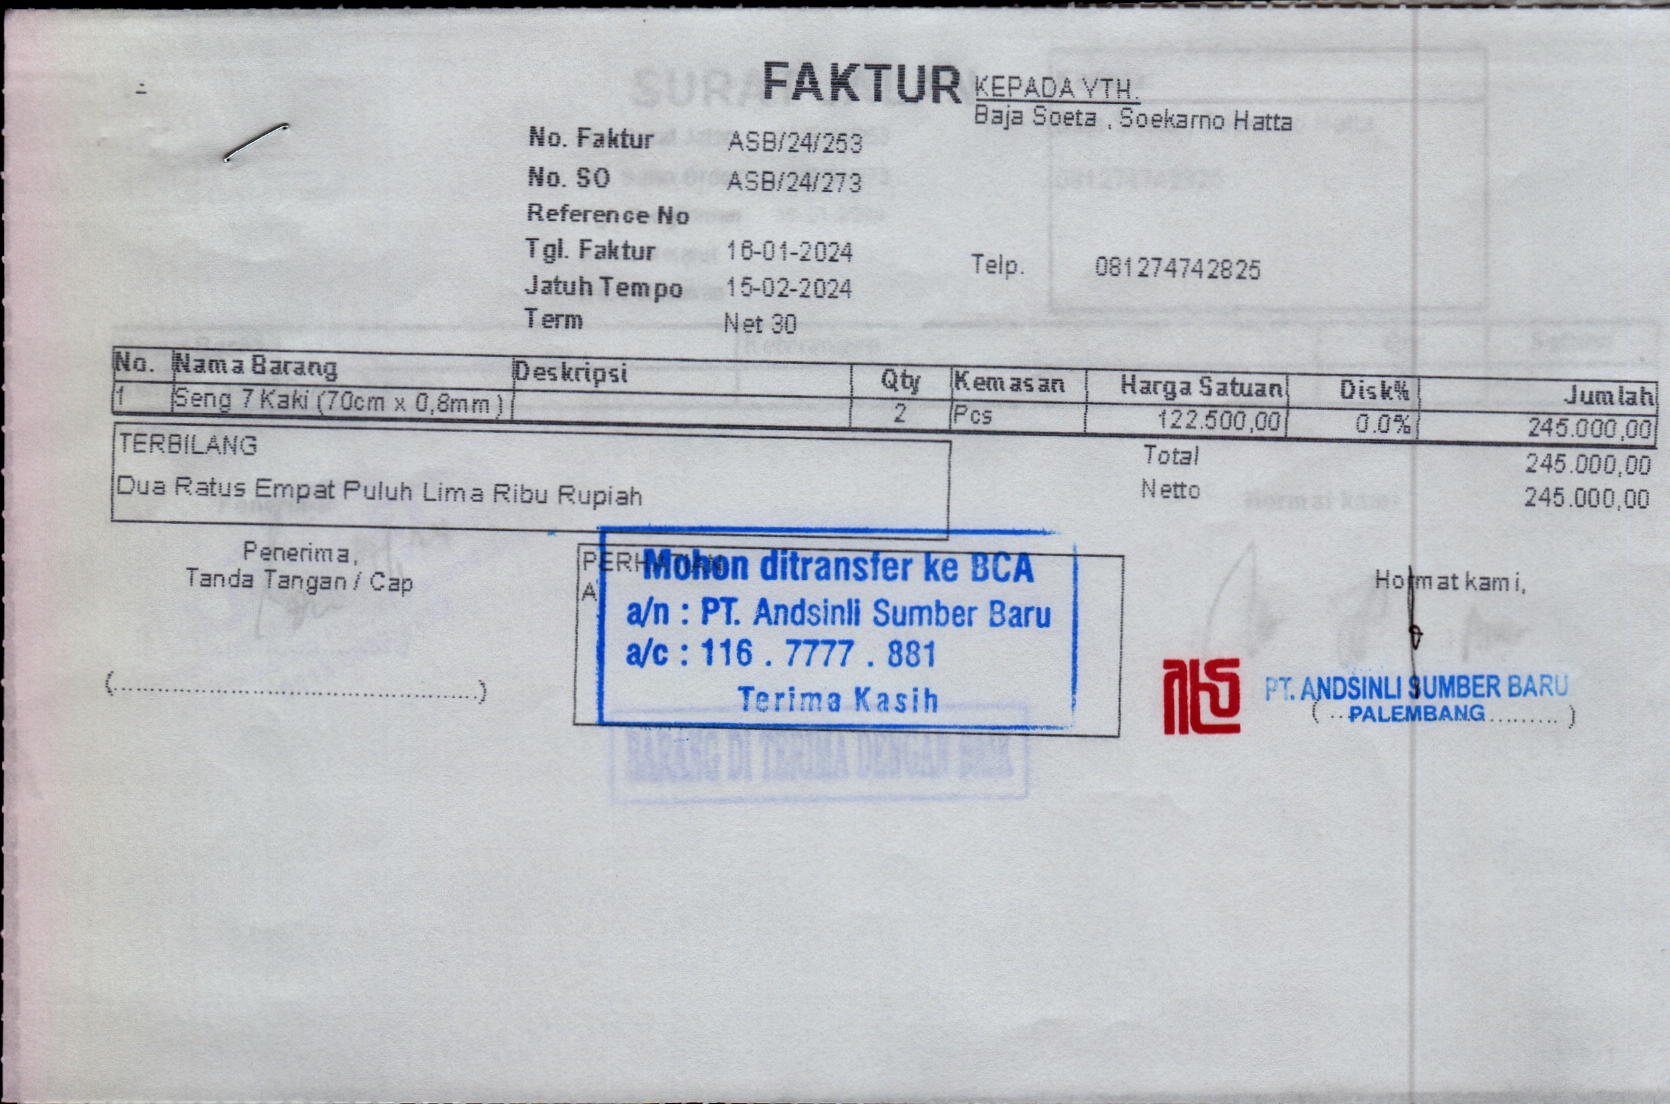 FAKTUR
KEPADA YTH.
Baja Soeta , Soekarno Hatta
No. Faktur ASB/24/253
No. SO ASB/24/273
Reference No
Tgl. Faktur 16-01-2024
Telp. 081274742825
Jatuh Tempo 15-02-2024
Term Net 30
No. Nama Barang Deskripsi Qty Kemasan Harga Satuan Disk% Jumlah
1 Seng 7 Kaki (70cm x 0,8mm) 2 Pcs 122.500,00 0.0% 245.000,00
TERBILANG
Dua Ratus Empat Puluh Lima Ribu Rupiah
Total 245.000,00
Netto 245.000,00
Penerima,
Tanda Tangan / Cap
(................................................)
Mohon ditransfer ke BCA
a/n : PT. Andsinli Sumber Baru
a/c : 116 . 7777 . 881
Terima Kasih
Hormat kami,
PT. ANDSINLI SUMBER BARU
PALEMBANG